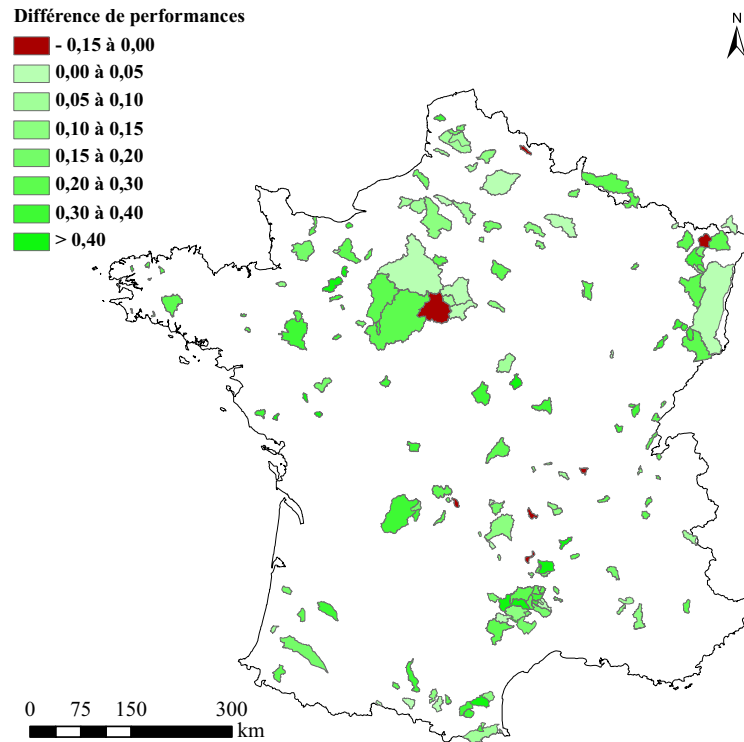 Différence de performances
- 0,15 à 0,00
0,00 à 0,05
0,05 à 0,10
0,10 à 0,15
0,15 à 0,20
0,20 à 0,30
0,30 à 0,40
> 0,40
N
0 75 150 300
km